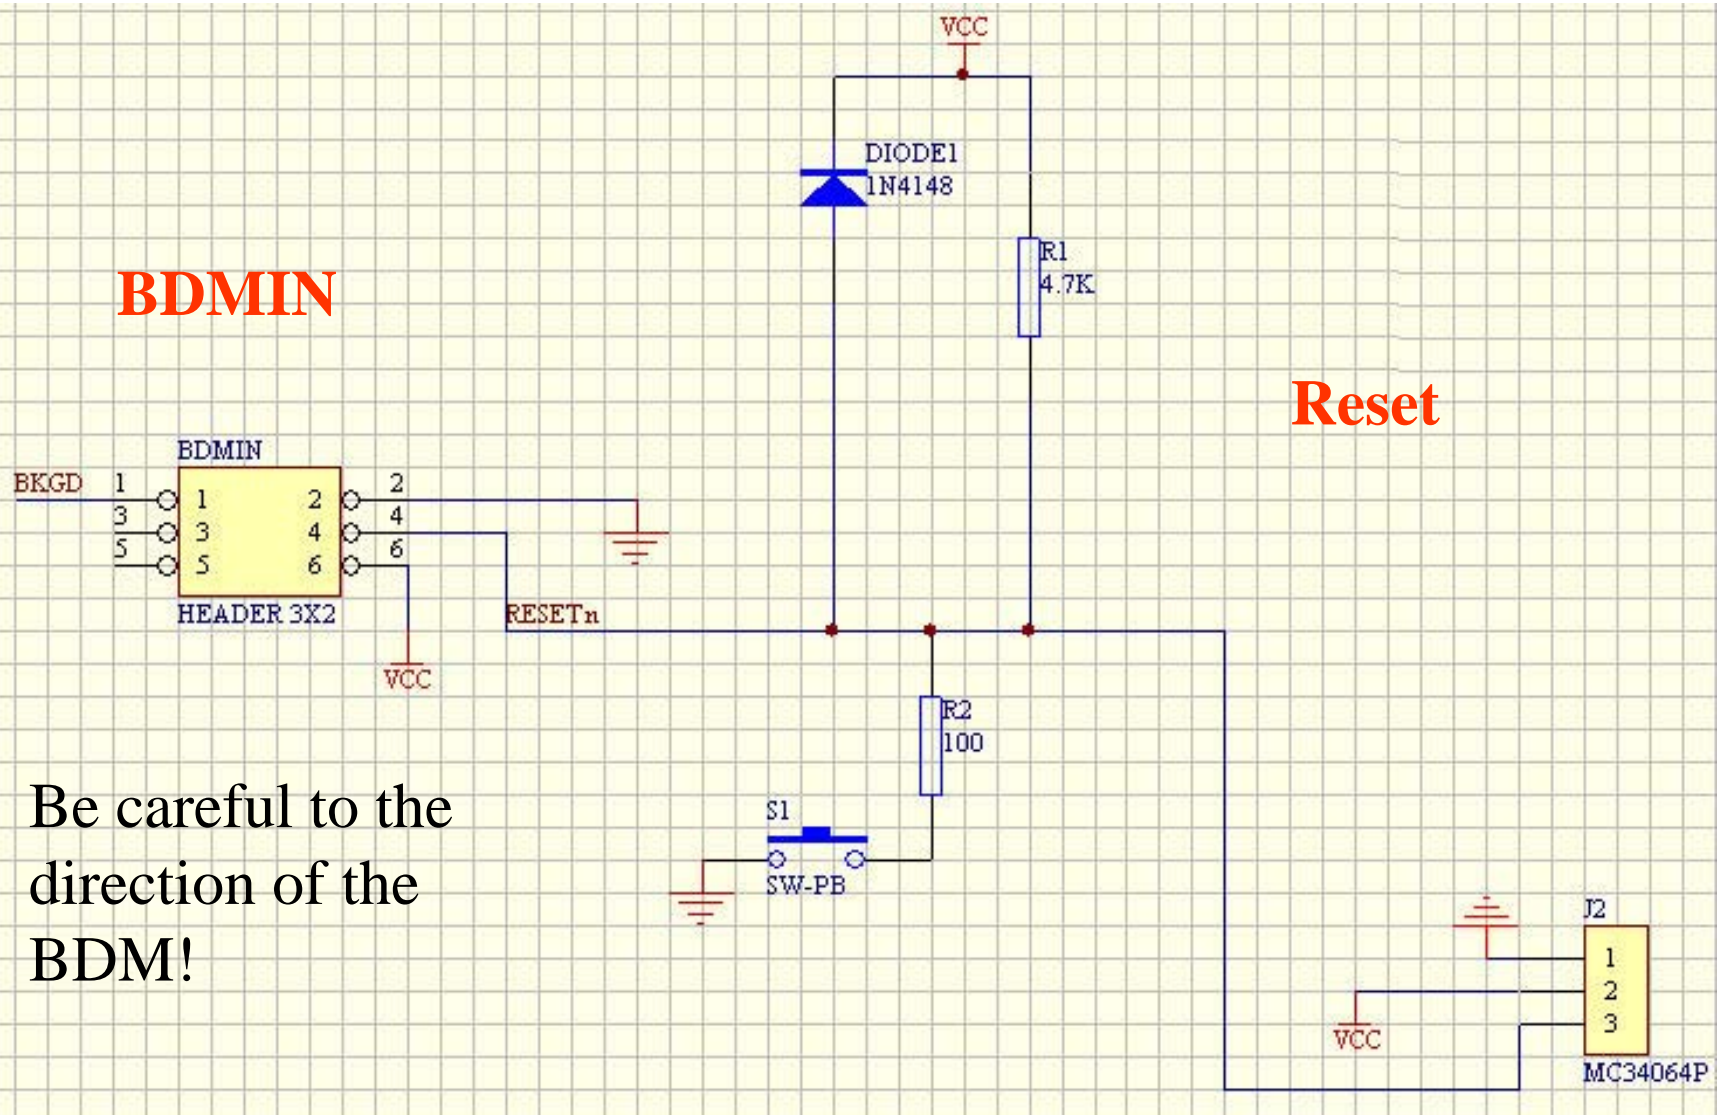 VCC
DIODE1
1N4148
R1
4.7K
BDMIN
Reset
BDMIN
BKGD 1 1 2 2
3 3 4 4
5 5 6 6
HEADER 3X2
RESETn
VCC
R2
100
Be careful to the
direction of the
BDM!
S1
SW-PB
J2
1
2
3
VCC
MC34064P